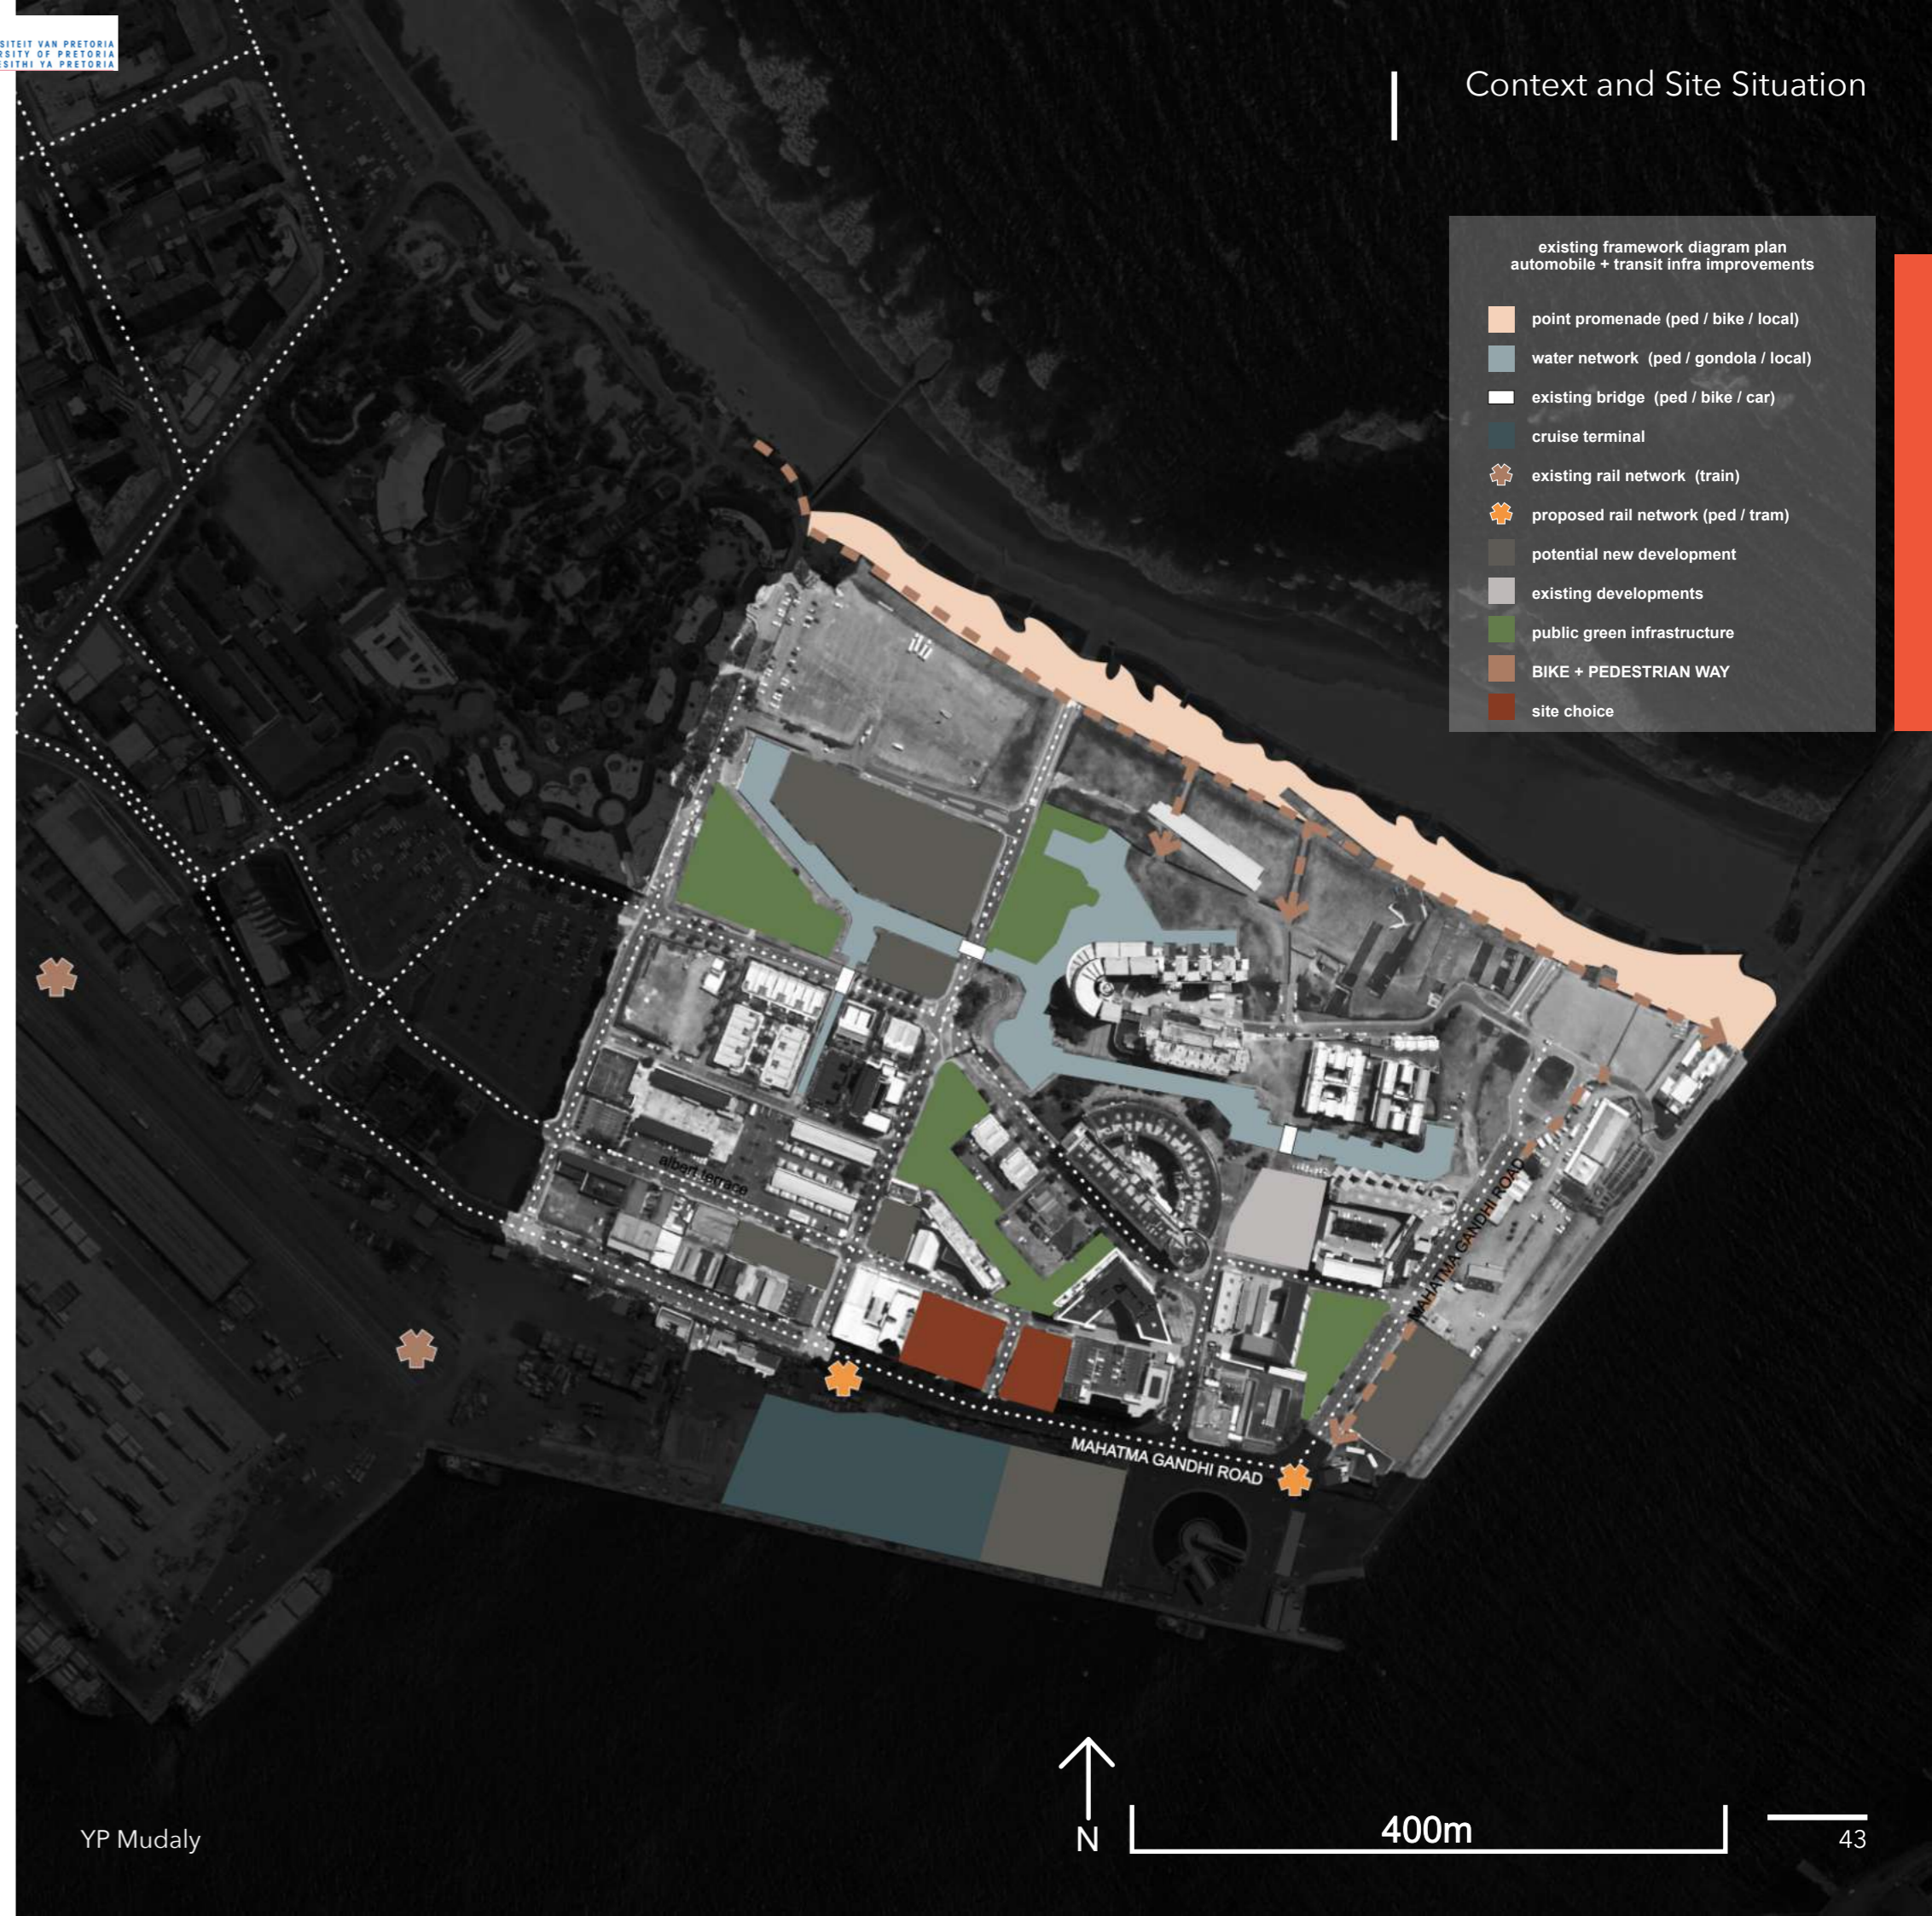 SITEIT VAN PRETORIA
RSITY OF PRETORIA
ESITHI YA PRETORIA
Context and Site Situation
existing framework diagram plan
automobile + transit infra improvements
point promenade (ped / bike / local)
water network (ped / gondola / local)
existing bridge (ped / bike / car)
cruise terminal
existing rail network (train)
proposed rail network (ped / tram)
potential new development
existing developments
public green infrastructure
BIKE + PEDESTRIAN WAY
site choice
albert terrace
MAHATMA GANDHI ROAD
MAHATMA GANDHI ROAD
N
400m
YP Mudaly
43